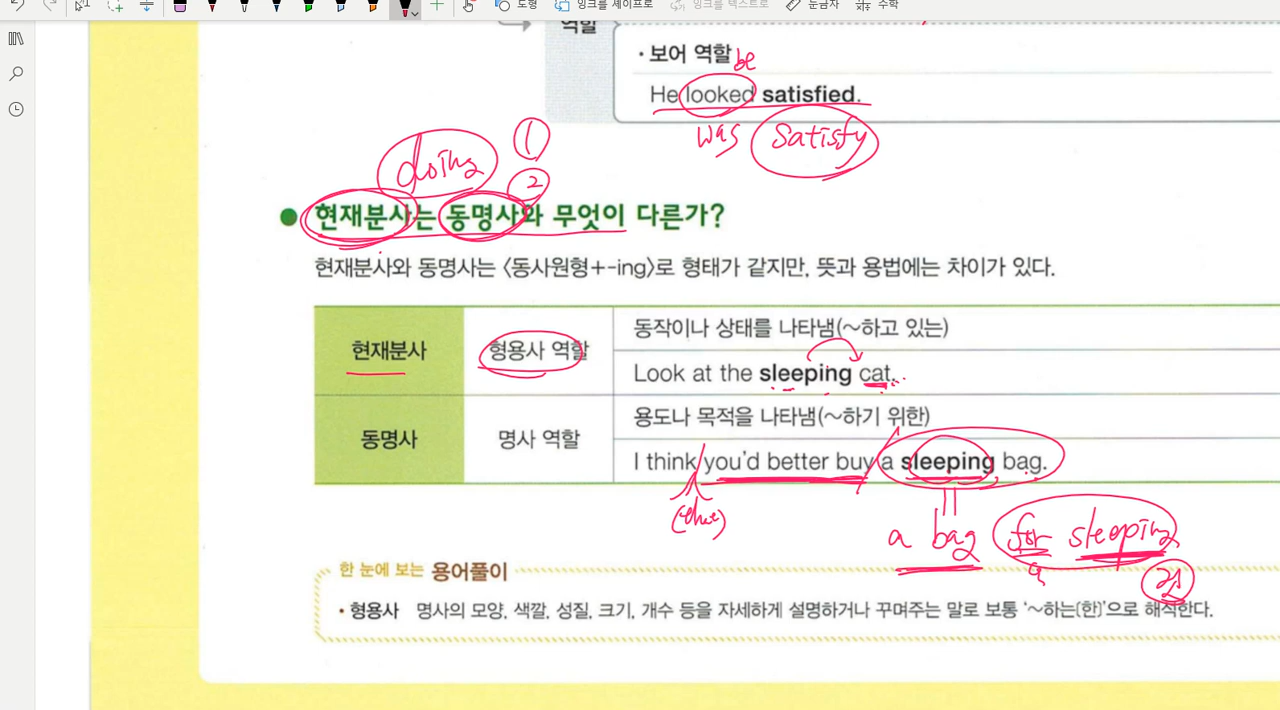 도형
잉크를 셰이프로
잉크를 텍스트로
눈금자
수학
역할
• 보어 역할
be
He looked satisfied.
was satisfy
doing ①
②
● 현재분사는 동명사와 무엇이 다른가?
현재분사와 동명사는 〈동사원형+-ing〉로 형태가 같지만, 뜻과 용법에는 차이가 있다.
현재분사
형용사 역할
동작이나 상태를 나타냄(~하고 있는)
Look at the sleeping cat.
동명사
명사 역할
용도나 목적을 나타냄(~하기 위한)
I think you'd better buy a sleeping bag.
(that)
a bag for sleeping
한 눈에 보는 용어풀이
• 형용사 명사의 모양, 색깔, 성질, 크기, 개수 등을 자세하게 설명하거나 꾸며주는 말로 보통 '~하는(한)'으로 해석한다.